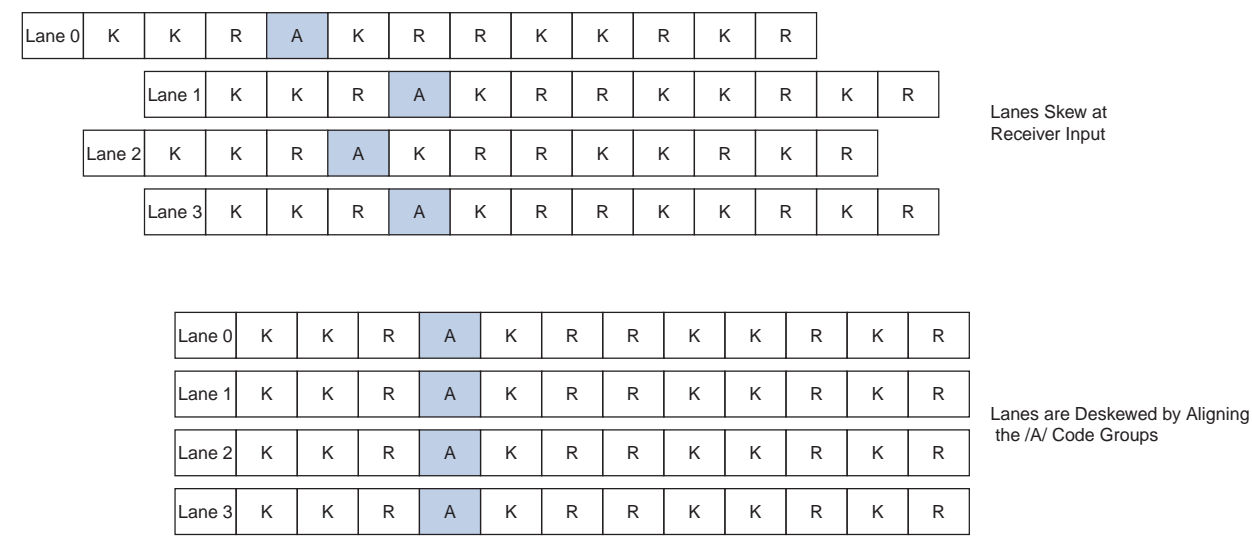 Lane 0 K K R A K R R K K R K R
Lane 1 K K R A K R R K K R K R
Lanes Skew at
Receiver Input
Lane 2 K K R A K R R K K R K R
Lane 3 K K R A K R R K K R K R
Lane 0 K K R A K R R K K R K R
Lane 1 K K R A K R R K K R K R
Lanes are Deskewed by Aligning
the /A/ Code Groups
Lane 2 K K R A K R R K K R K R
Lane 3 K K R A K R R K K R K R